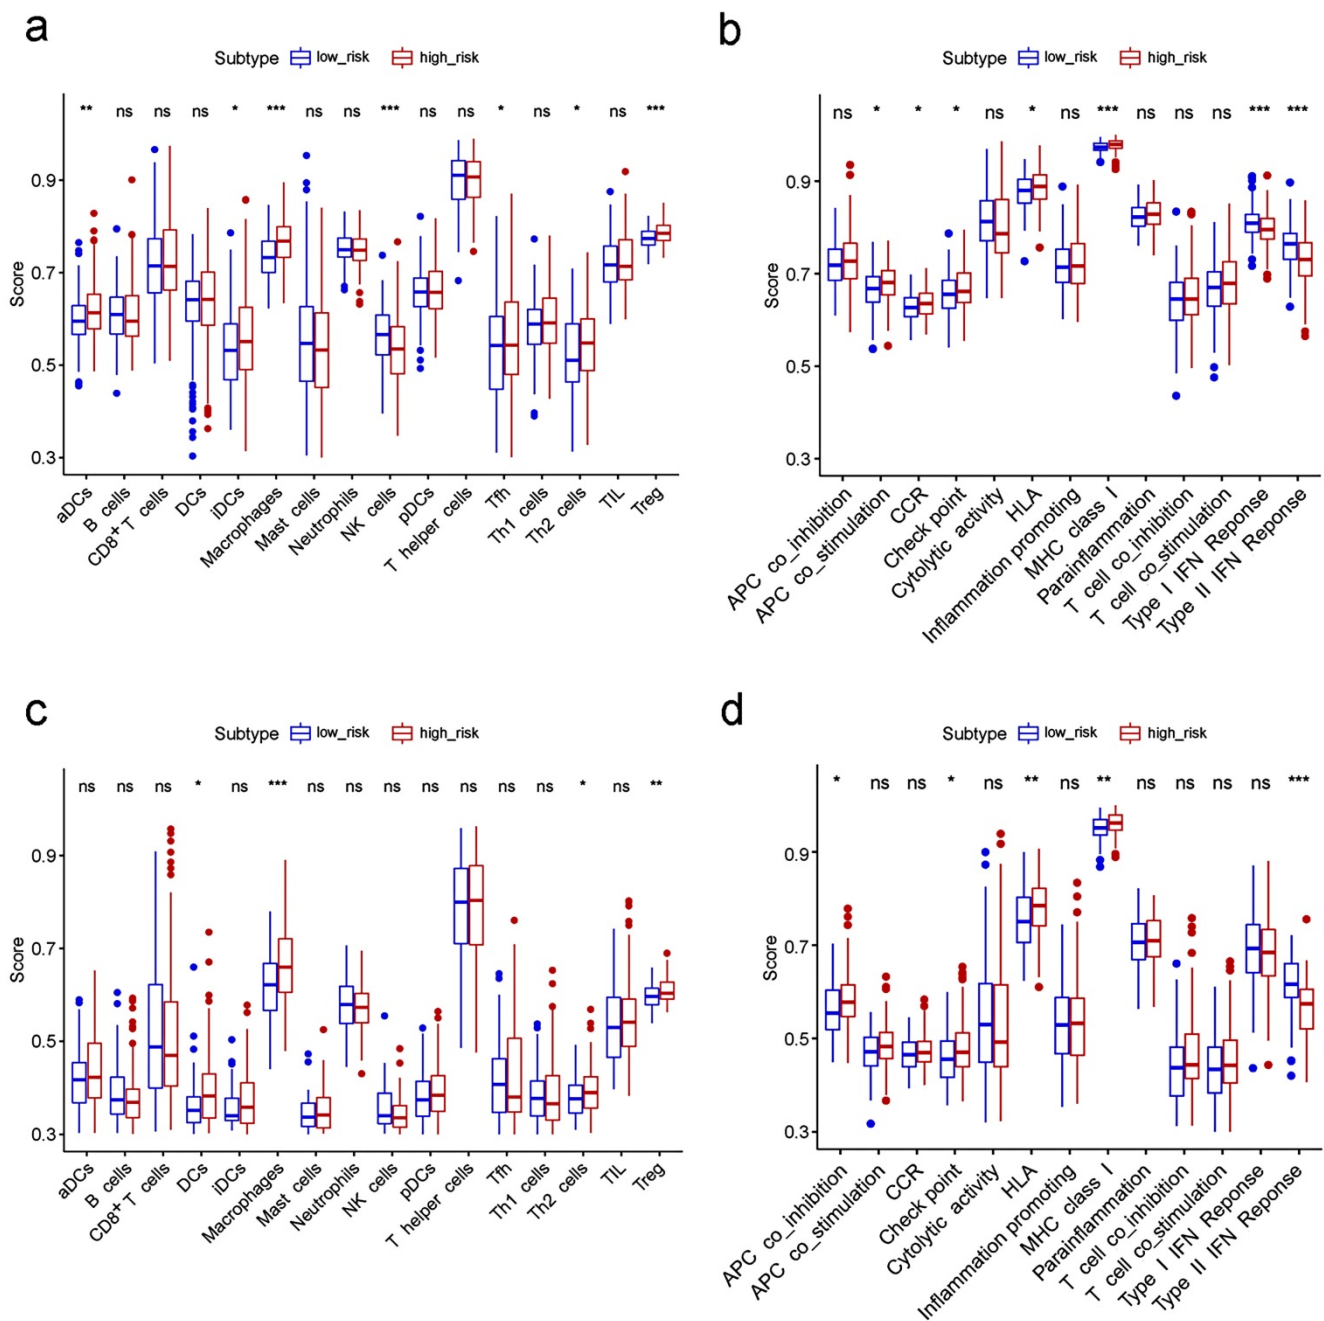 a
Subtype low_risk high_risk
** ns ns ns * *** ns ns *** ns ns * ns * ns ***
Score
0.9
0.7
0.5
0.3
aDCs
B cells
CD8+ T cells
DCs
iDCs
Macrophages
Mast cells
Neutrophils
NK cells
pDCs
T helper cells
Tfh
Th1 cells
Th2 cells
TIL
Treg
b
Subtype low_risk high_risk
ns * * * ns * ns *** ns ns ns *** ***
Score
0.9
0.7
0.5
0.3
APC co_inhibition
APC co_stimulation
CCR
Check point
Cytolytic activity
HLA
Inflammation promoting
MHC class I
Parainflammation
T cell co_inhibition
T cell co_stimulation
Type I IFN Reponse
Type II IFN Reponse
c
Subtype low_risk high_risk
ns ns ns * ns *** ns ns ns ns ns ns ns * ns **
Score
0.9
0.7
0.5
0.3
aDCs
B cells
CD8+ T cells
DCs
iDCs
Macrophages
Mast cells
Neutrophils
NK cells
pDCs
T helper cells
Tfh
Th1 cells
Th2 cells
TIL
Treg
d
Subtype low_risk high_risk
* ns ns * ns ** ns ** ns ns ns ns ***
Score
0.9
0.7
0.5
0.3
APC co_inhibition
APC co_stimulation
CCR
Check point
Cytolytic activity
HLA
Inflammation promoting
MHC class I
Parainflammation
T cell co_inhibition
T cell co_stimulation
Type I IFN Reponse
Type II IFN Reponse